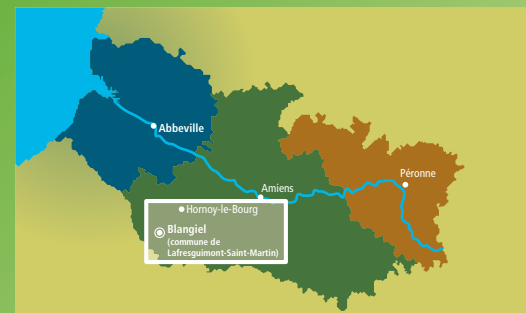 Abbeville
Péronne
Amiens
Hornoy-le-Bourg
Blangiel
(commune de
Lafresguimont-Saint-Martin)